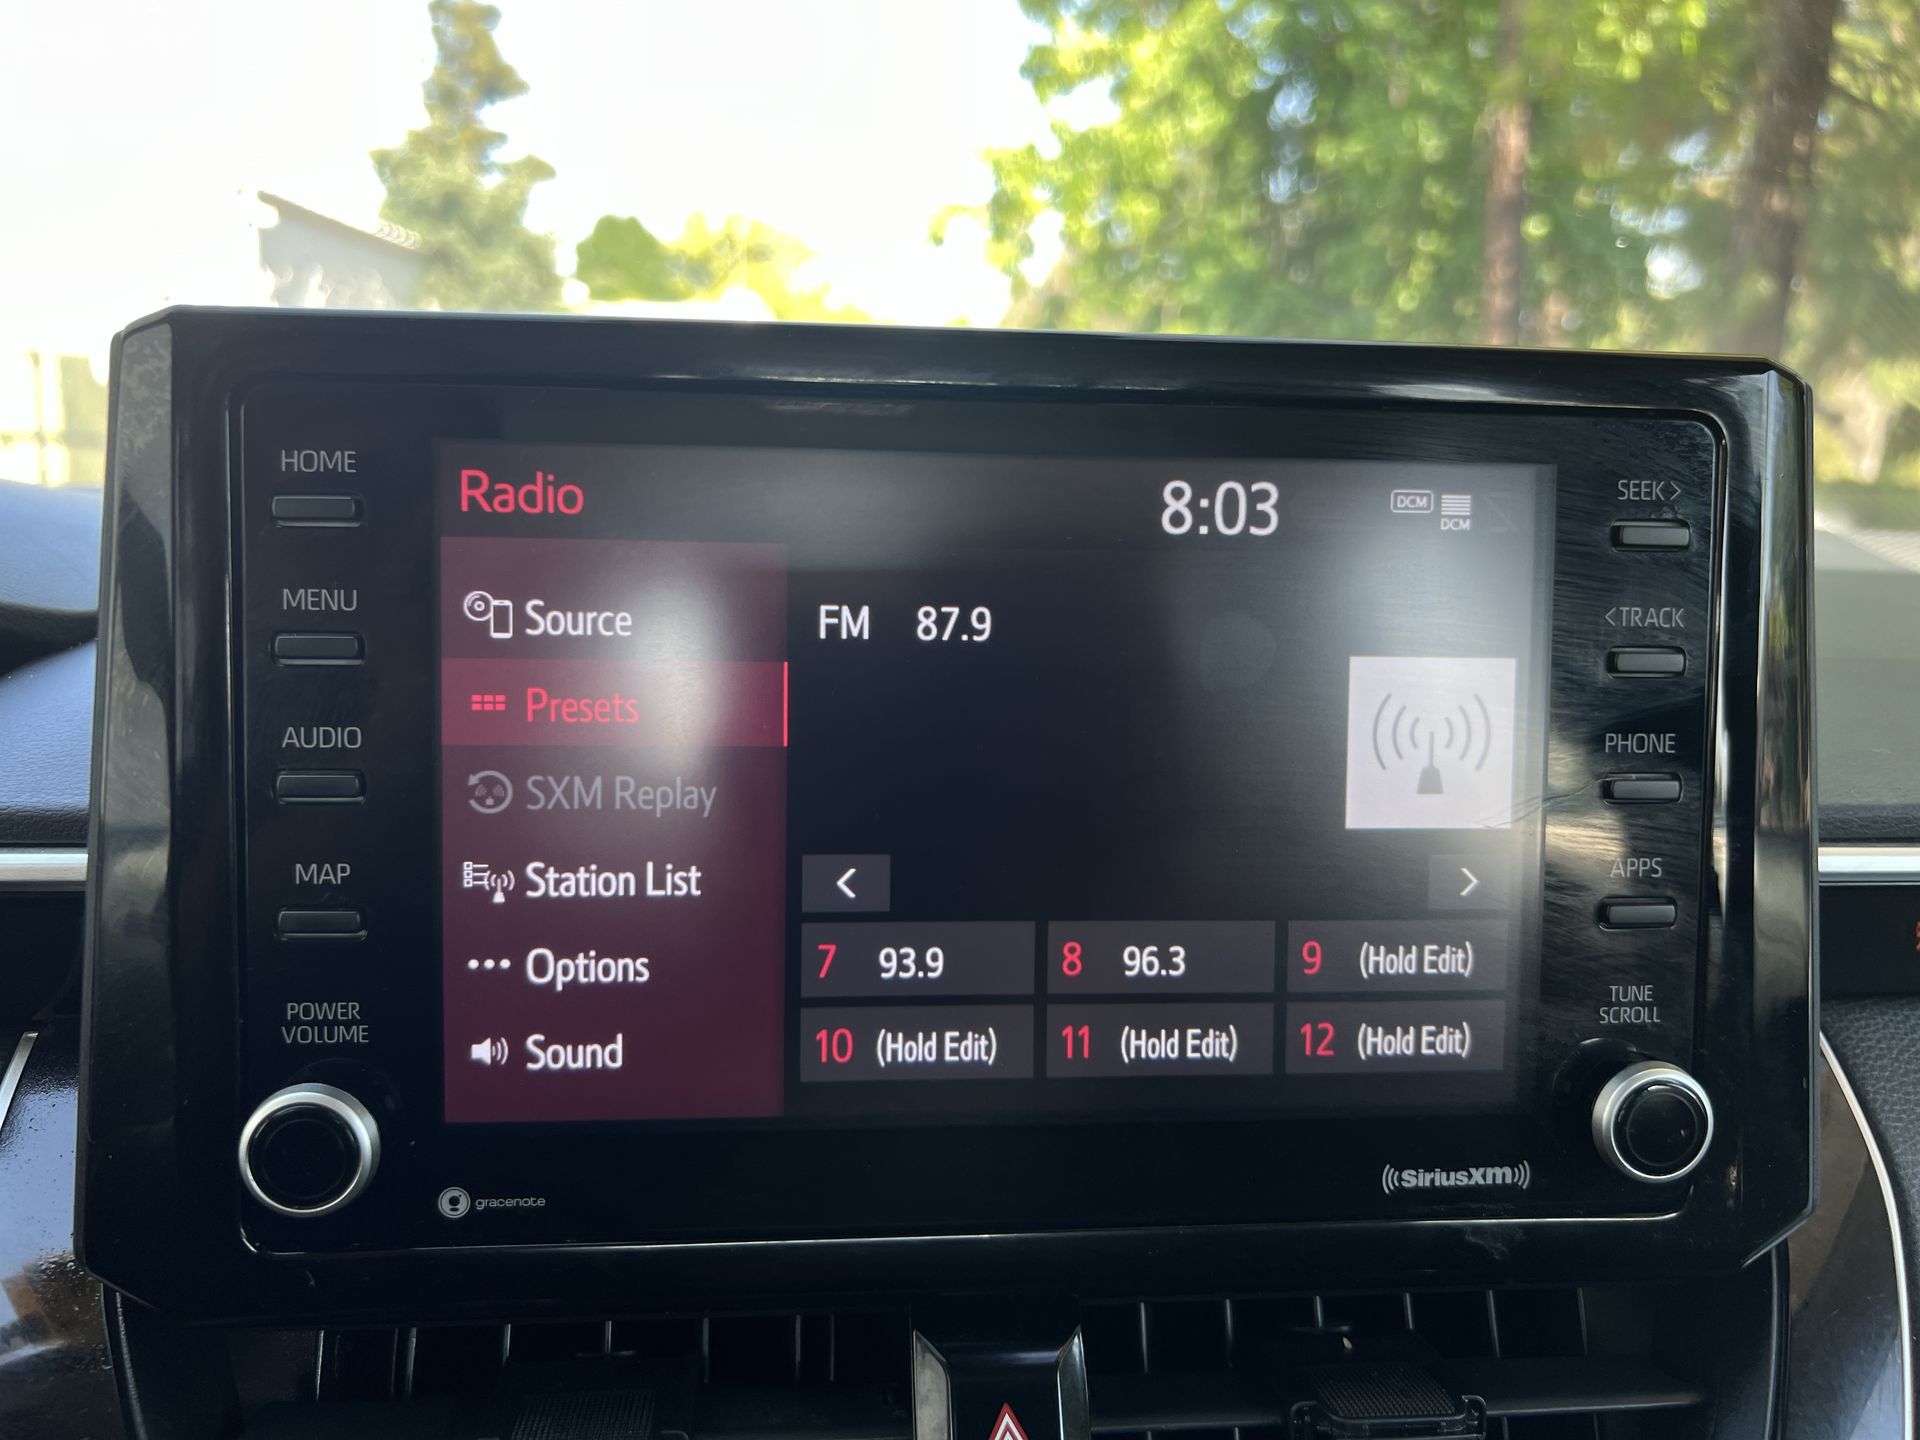 HOME
MENU
AUDIO
MAP
POWER
VOLUME
Radio
8:03
DCM
DCM
Source
Presets
SXM Replay
Station List
Options
Sound
FM 87.9
<
>
7 93.9
8 96.3
9 (Hold Edit)
10 (Hold Edit)
11 (Hold Edit)
12 (Hold Edit)
SEEK>
<TRACK
PHONE
APPS
TUNE
SCROLL
gracenote
((SiriusXM))